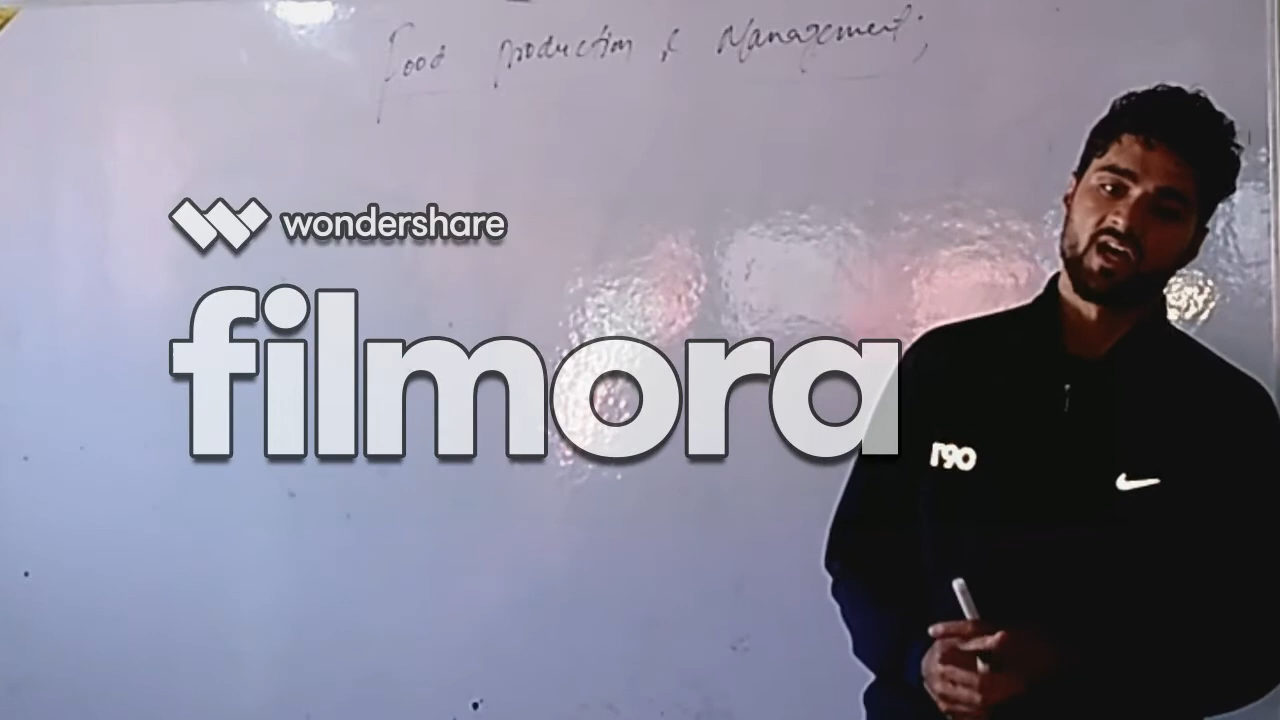 Food Production & Management;
wondershare
filmora
T90